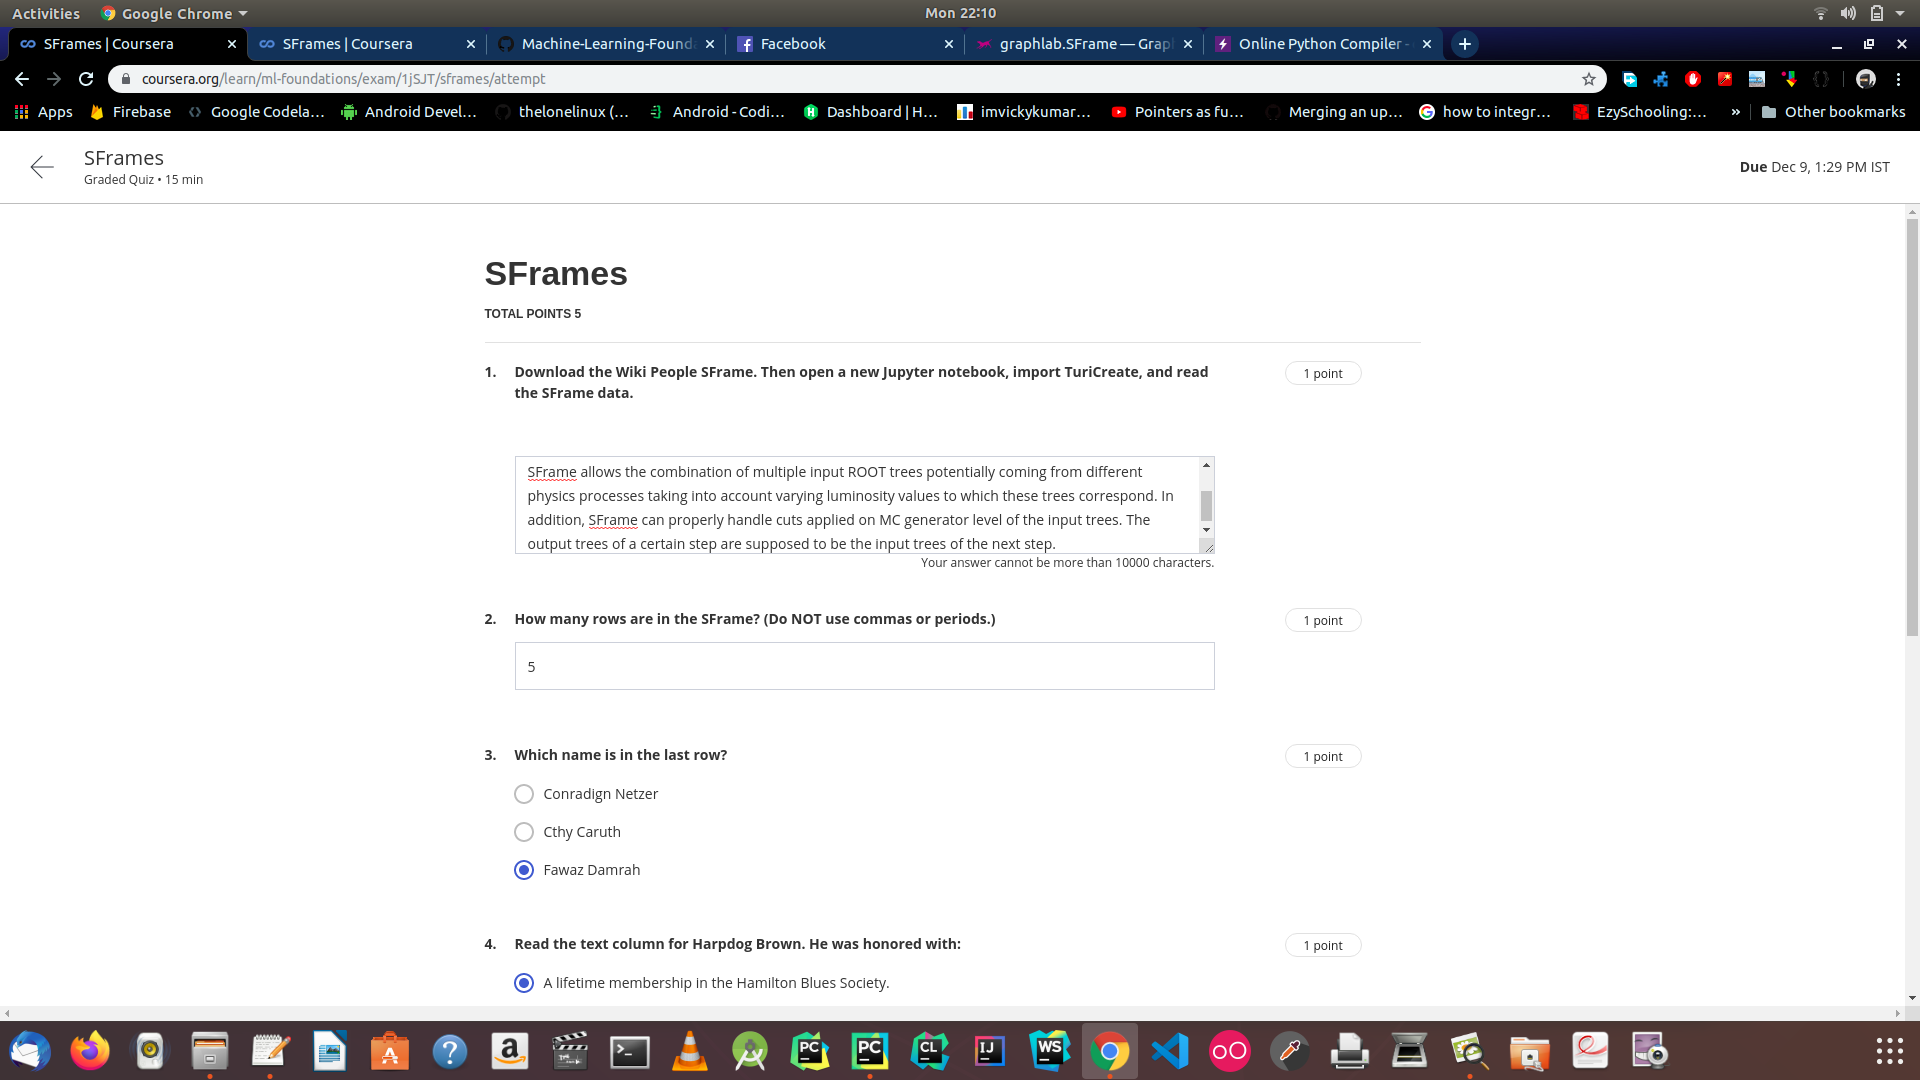 Activities Google Chrome Mon 22:10
SFrames | Coursera SFrames | Coursera Machine-Learning-Found Facebook graphlab.SFrame — Grap Online Python Compiler -
coursera.org/learn/ml-foundations/exam/1jSJT/sframes/attempt
Apps Firebase Google Codela... Android Devel... thelonelinux (... Android - Codi... Dashboard | H... imvickykumar... Pointers as fu... Merging an up... how to integr... EzySchooling:... » Other bookmarks
SFrames
Graded Quiz • 15 min
Due Dec 9, 1:29 PM IST
SFrames
TOTAL POINTS 5
1. Download the Wiki People SFrame. Then open a new Jupyter notebook, import TuriCreate, and read 1 point
the SFrame data.
SFrame allows the combination of multiple input ROOT trees potentially coming from different
physics processes taking into account varying luminosity values to which these trees correspond. In
addition, SFrame can properly handle cuts applied on MC generator level of the input trees. The
output trees of a certain step are supposed to be the input trees of the next step.
Your answer cannot be more than 10000 characters.
2. How many rows are in the SFrame? (Do NOT use commas or periods.) 1 point
5
3. Which name is in the last row? 1 point
Conradign Netzer
Cthy Caruth
Fawaz Damrah
4. Read the text column for Harpdog Brown. He was honored with: 1 point
A lifetime membership in the Hamilton Blues Society.
? a >_ PC PC CL IJ WS